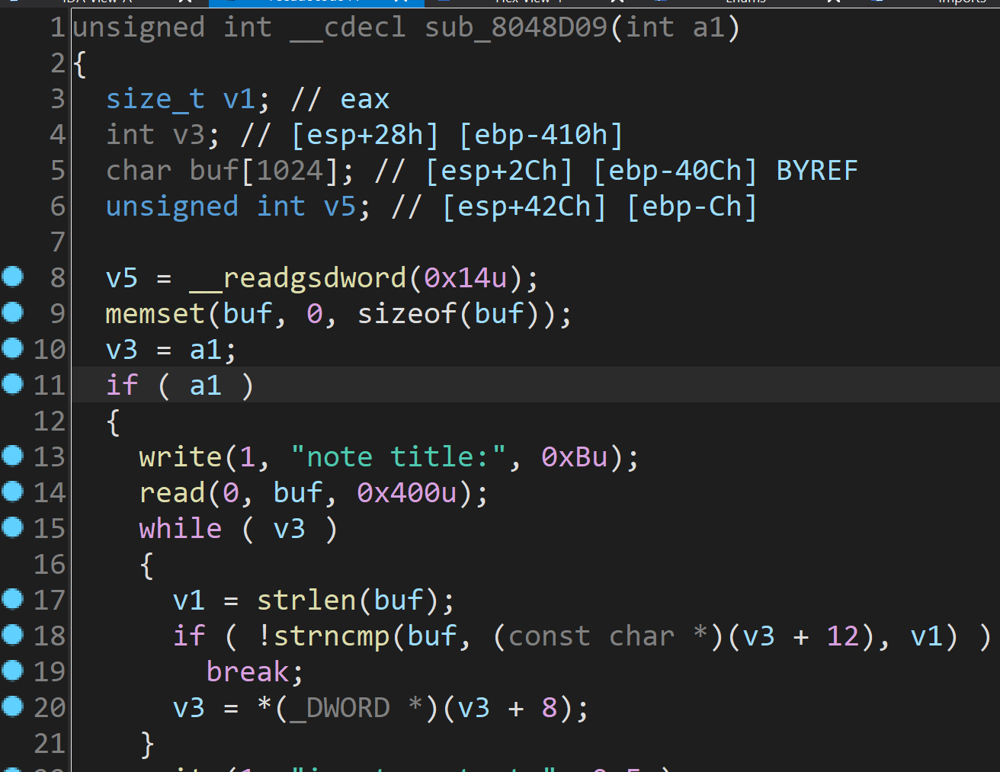 Enums
1 unsigned int __cdecl sub_8048D09(int a1)
2 {
3 size_t v1; // eax
4 int v3; // [esp+28h] [ebp-410h]
5 char buf[1024]; // [esp+2Ch] [ebp-40Ch] BYREF
6 unsigned int v5; // [esp+42Ch] [ebp-Ch]
7
8 v5 = __readgsdword(0x14u);
9 memset(buf, 0, sizeof(buf));
10 v3 = a1;
11 if ( a1 )
12 {
13 write(1, "note title:", 0xBu);
14 read(0, buf, 0x400u);
15 while ( v3 )
16 {
17 v1 = strlen(buf);
18 if ( !strncmp(buf, (const char *)(v3 + 12), v1) )
19 break;
20 v3 = *(_DWORD *)(v3 + 8);
21 }